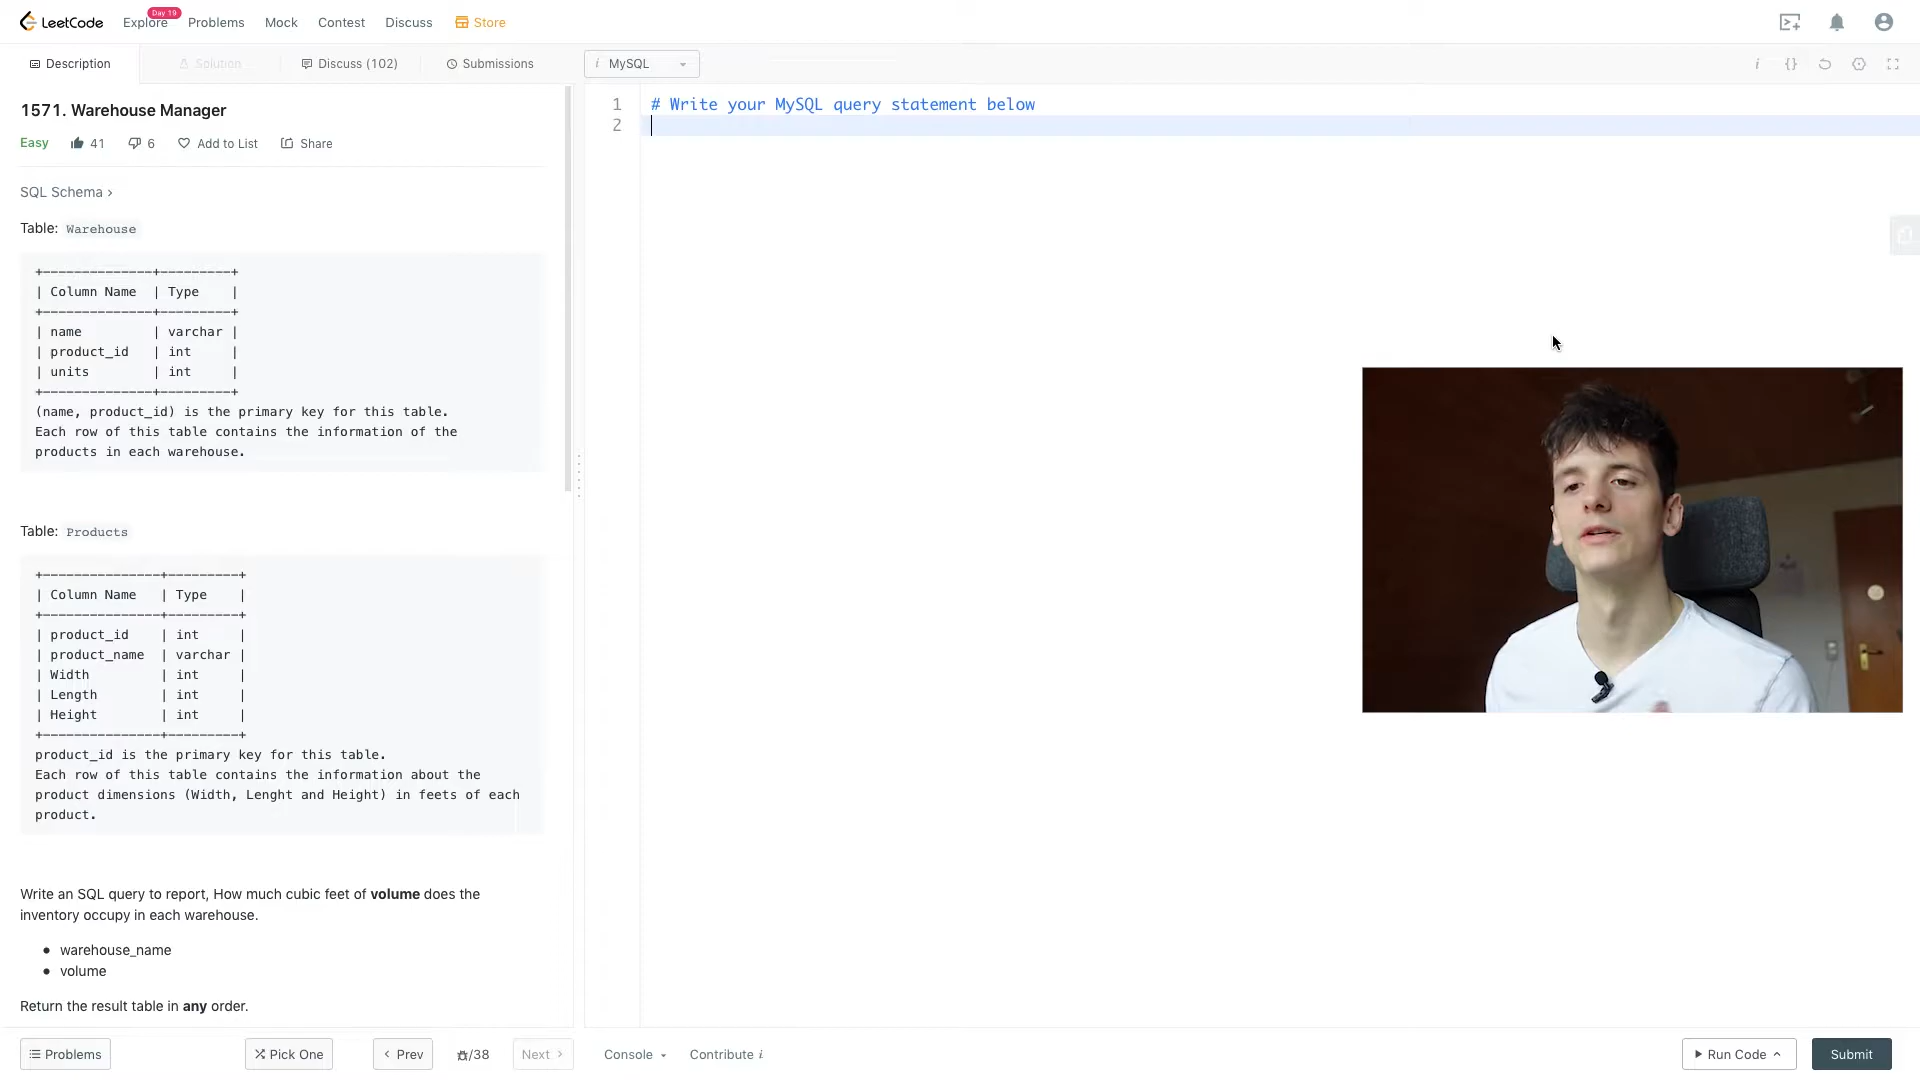 LeetCode
Explore
Day 19
Problems
Mock
Contest
Discuss
Store
Description
Solution
Discuss (102)
Submissions
i MySQL
i
{}
1571. Warehouse Manager
Easy
41
6
Add to List
Share
SQL Schema ›
Table: Warehouse
+--------------+---------+
| Column Name  | Type    |
+--------------+---------+
| name         | varchar |
| product_id   | int     |
| units        | int     |
+--------------+---------+
(name, product_id) is the primary key for this table.
Each row of this table contains the information of the
products in each warehouse.
Table: Products
+---------------+---------+
| Column Name   | Type    |
+---------------+---------+
| product_id    | int     |
| product_name  | varchar |
| Width         | int     |
| Length        | int     |
| Height        | int     |
+---------------+---------+
product_id is the primary key for this table.
Each row of this table contains the information about the
product dimensions (Width, Lenght and Height) in feets of each
product.
Write an SQL query to report, How much cubic feet of volume does the
inventory occupy in each warehouse.
• warehouse_name
• volume
Return the result table in any order.
1 # Write your MySQL query statement below
2
Problems
Pick One
‹ Prev
/38
Next ›
Console
Contribute i
Run Code
Submit